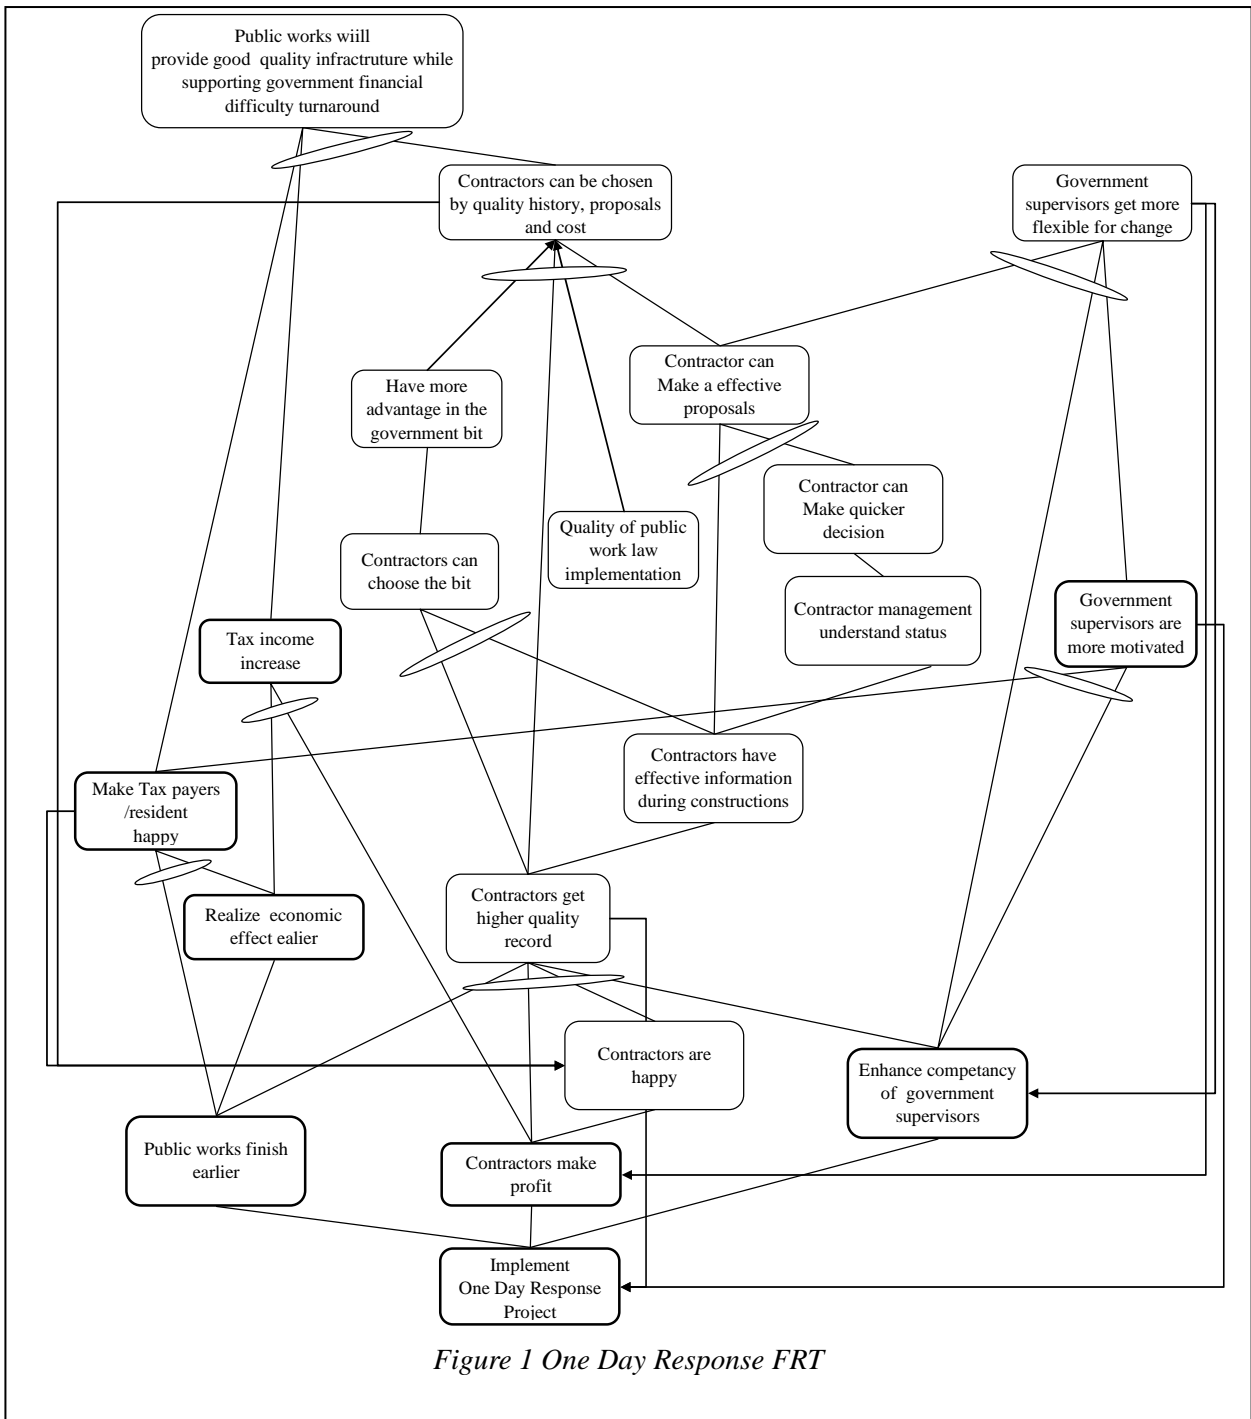 Public works wiill
provide good quality infractruture while
supporting government financial
difficulty turnaround
Contractors can be chosen
by quality history, proposals
and cost
Government
supervisors get more
flexible for change
Contractor can
Make a effective
proposals
Have more
advantage in the
government bit
Contractor can
Make quicker
decision
Quality of public
work law
implementation
Contractors can
choose the bit
Contractor management
understand status
Government
supervisors are
more motivated
Tax income
increase
Contractors have
effective information
during constructions
Make Tax payers
/resident
happy
Contractors get
higher quality
record
Realize economic
effect ealier
Contractors are
happy
Enhance competancy
of government
supervisors
Public works finish
earlier
Contractors make
profit
Implement
One Day Response
Project
Figure 1 One Day Response FRT